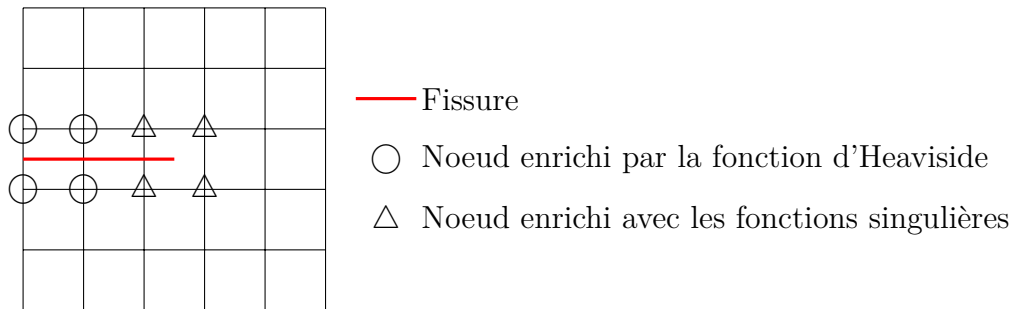 Fissure
Noeud enrichi par la fonction d'Heaviside
Noeud enrichi avec les fonctions singulières